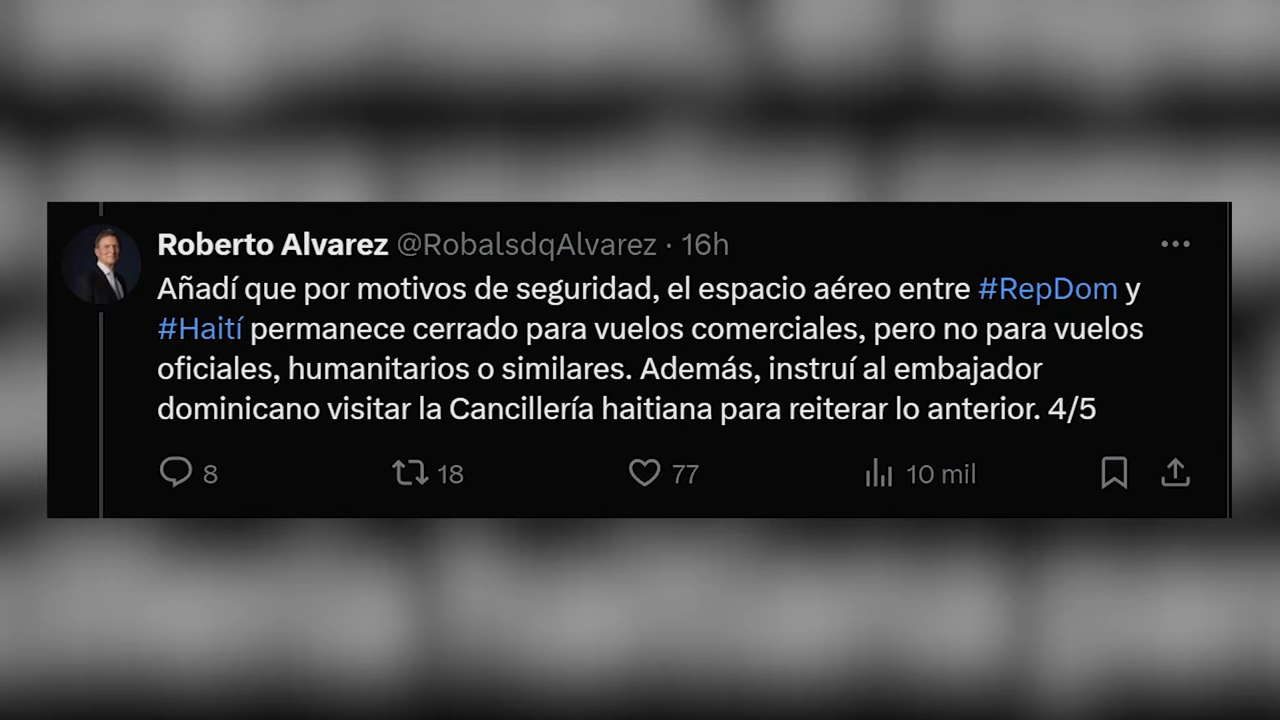 Roberto Alvarez @RobalsdqAlvarez · 16h
Añadí que por motivos de seguridad, el espacio aéreo entre #RepDom y
#Haití permanece cerrado para vuelos comerciales, pero no para vuelos
oficiales, humanitarios o similares. Además, instruí al embajador
dominicano visitar la Cancillería haitiana para reiterar lo anterior. 4/5
8 18 77 10 mil